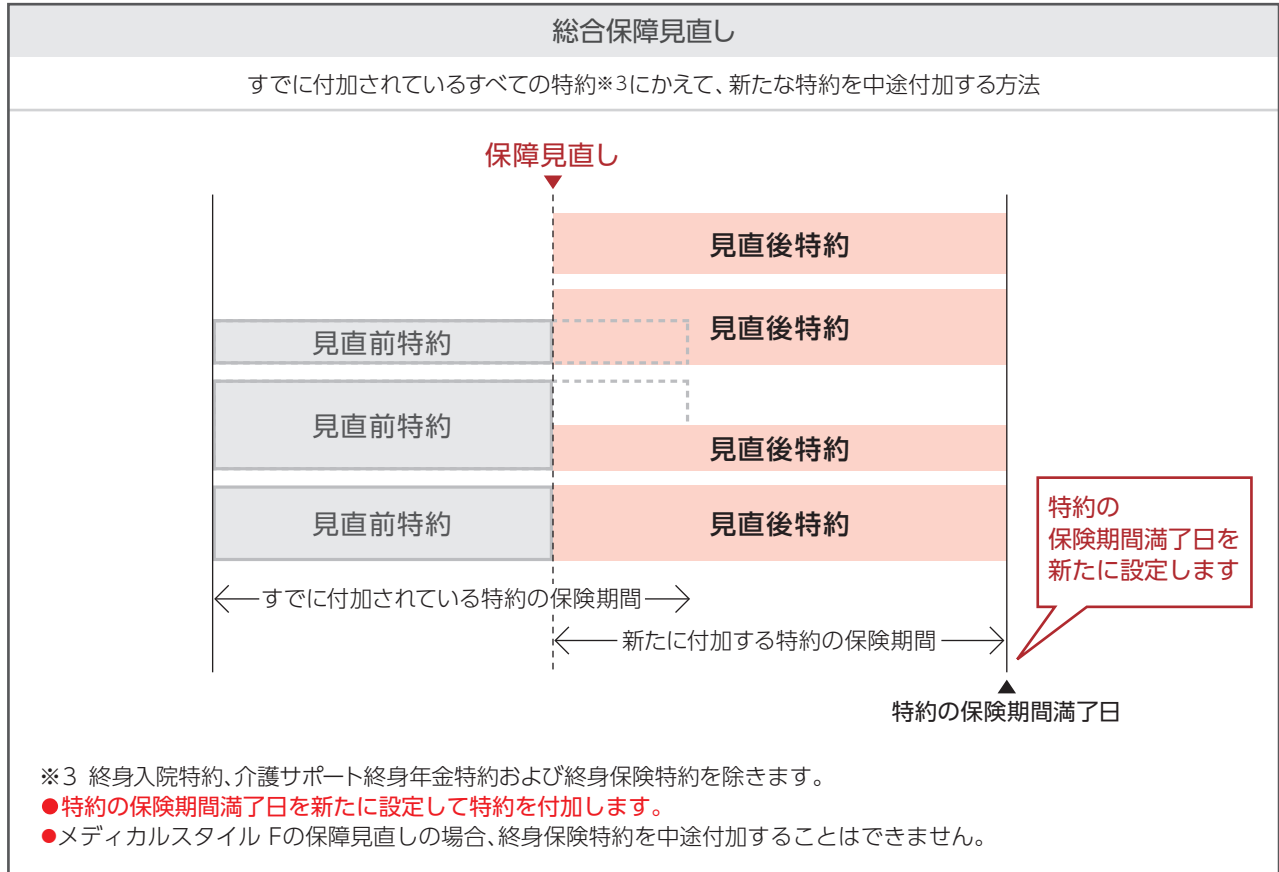 総合保障見直し
すでに付加されているすべての特約※3にかえて、新たな特約を中途付加する方法
保障見直し
見直後特約
見直前特約
見直後特約
見直前特約
見直後特約
見直前特約
見直後特約
特約の
保険期間満了日を
新たに設定します
すでに付加されている特約の保険期間
新たに付加する特約の保険期間
特約の保険期間満了日
※3 終身入院特約、介護サポート終身年金特約および終身保険特約を除きます。
●特約の保険期間満了日を新たに設定して特約を付加します。
●メディカルスタイル Fの保障見直しの場合、終身保険特約を中途付加することはできません。